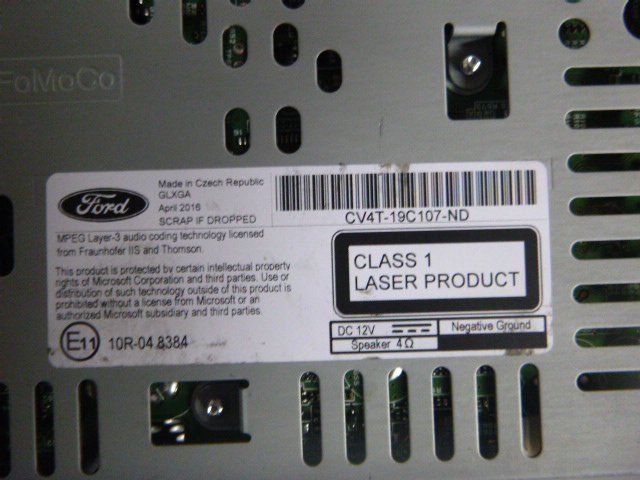 FoMoCo
Ford
Made in Czech Republic
GLXGA
April 2016
SCRAP IF DROPPED
CV4T-19C107-ND
MPEG Layer-3 audio coding technology licensed
from Fraunhofer IIS and Thomson.
This product is protected by certain intellectual property
rights of Microsoft Corporation and third parties. Use or
distribution of such technology outside of this product is
prohibited without a license from Microsoft or an
authorized Microsoft subsidiary and third parties.
E11 10R-04 8384
CLASS 1
LASER PRODUCT
DC 12V
Negative Ground
Speaker 4Ω